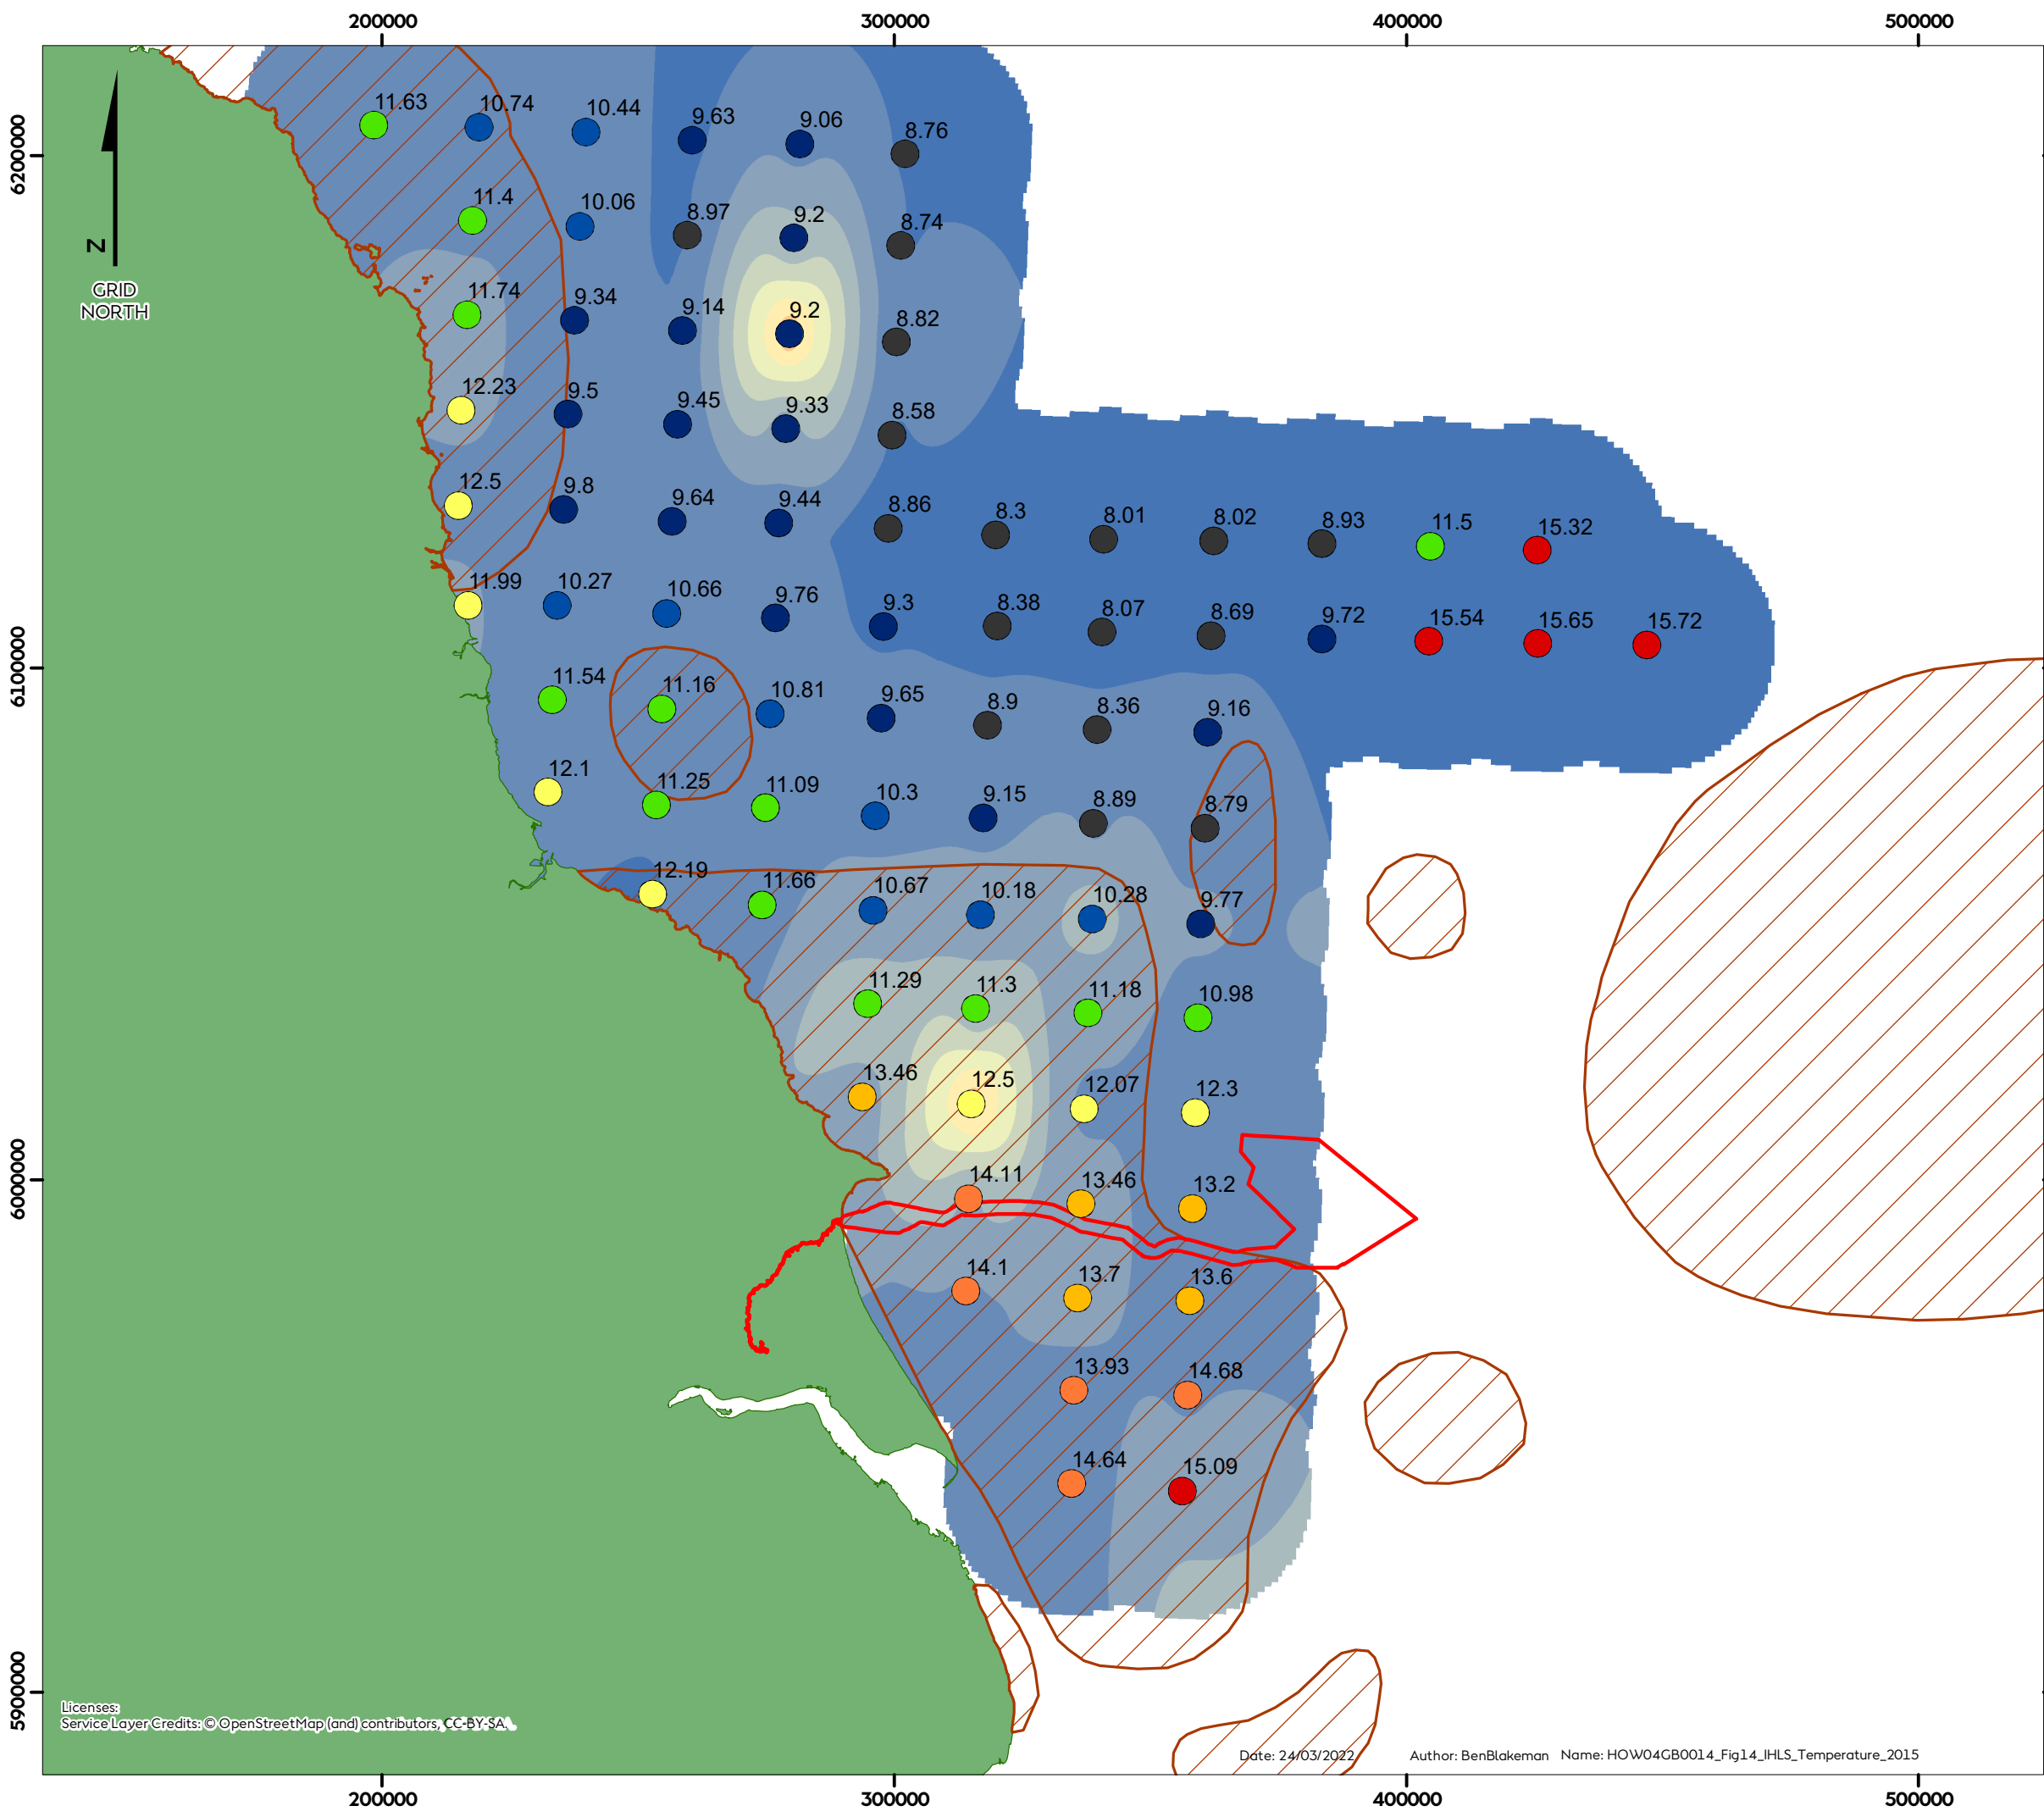 200000 300000 400000 500000
6200000
6100000
6000000
5900000
N
GRID
NORTH
11.63 10.74 10.44 9.63 9.06 8.76
11.4 10.06 8.97 9.2 8.74
11.74 9.34 9.14 9.2 8.82
12.23 9.5 9.45 9.33 8.58
12.5 9.8 9.64 9.44 8.86 8.3 8.01 8.02 8.93 11.5 15.32
11.99 10.27 10.66 9.76 9.3 8.38 8.07 8.69 9.72 15.54 15.65 15.72
11.54 11.16 10.81 9.65 8.9 8.36 9.16
12.1 11.25 11.09 10.3 9.15 8.89 8.79
12.19 11.66 10.67 10.18 10.28 9.77
11.29 11.3 11.18 10.98
13.46 12.5 12.07 12.3
14.11 13.46 13.2
14.1 13.7 13.6
13.93 14.68
14.64 15.09
Licenses:
Service Layer Credits: © OpenStreetMap (and) contributors, CC-BY-SA.
Date: 24/03/2022 Author: BenBlakeman Name: HOW04GB0014_Fig14_IHLS_Temperature_2015
200000 300000 400000 500000